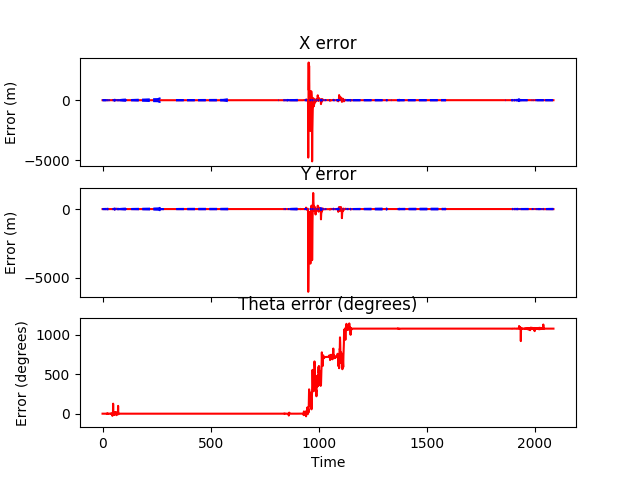 X error
0
−5000
Error (m)
Y error
0
−5000
Error (m)
Theta error (degrees)
1000
500
0
Error (degrees)
0 500 1000 1500 2000
Time